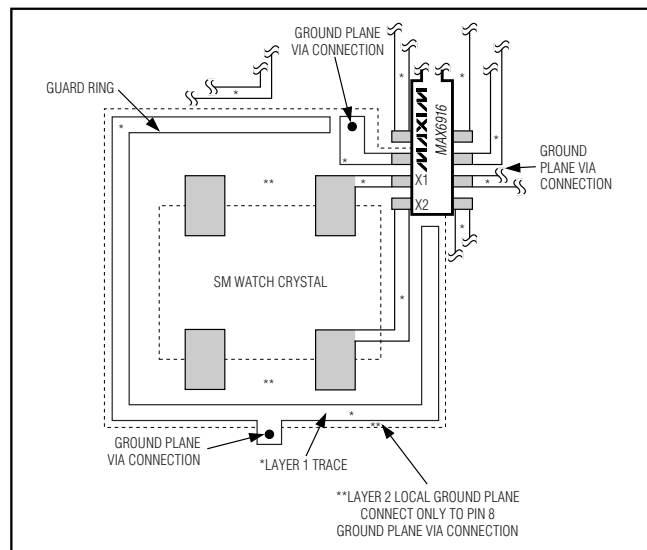 GROUND PLANE
VIA CONNECTION
GUARD RING
*
*
*
*
MAXIM
MAX6916
*
*
GROUND
PLANE VIA
CONNECTION
**
*
X1
*
X2
*
SM WATCH CRYSTAL
*
**
*
**
GROUND PLANE
VIA CONNECTION
*LAYER 1 TRACE
**LAYER 2 LOCAL GROUND PLANE
CONNECT ONLY TO PIN 8
GROUND PLANE VIA CONNECTION